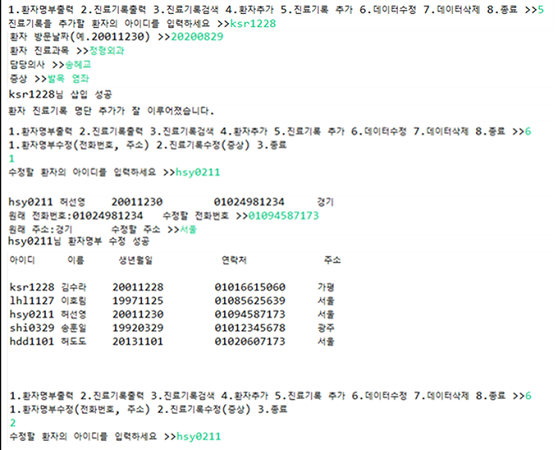 1.환자명부출력 2.진료기록출력 3.진료기록검색 4.환자추가 5.진료기록 추가 6.데이터수정 7.데이터삭제 8.종료 >>5
진료기록을 추가할 환자의 아이디를 입력하세요 >>ksr1228
환자 방문날짜(예.20011230) >>20200829
환자 진료과목 >>정형외과
담당의사 >>송혜교
증상 >>발목 염좌
ksr1228님 삽입 성공
환자 진료기록 명단 추가가 잘 이루어졌습니다.
1.환자명부출력 2.진료기록출력 3.진료기록검색 4.환자추가 5.진료기록 추가 6.데이터수정 7.데이터삭제 8.종료 >>6
1.환자명부수정(전화번호, 주소) 2.진료기록수정(증상) 3.종료
1
수정할 환자의 아이디를 입력하세요 >>hsy0211
hsy0211 허선영 20011230 01024981234 경기
원래 전화번호:01024981234 수정할 전화번호 >>01094587173
원래 주소:경기 수정할 주소 >>서울
hsy0211님 환자명부 수정 성공
아이디 이름 생년월일 연락처 주소
ksr1228 김수라 20011228 01016615060 가평
lhl1127 이호림 19971125 01085625639 서울
hsy0211 허선영 20011230 01094587173 서울
shi0329 송훈일 19920329 01012345678 광주
hdd1101 허도도 20131101 01020607173 서울
1.환자명부출력 2.진료기록출력 3.진료기록검색 4.환자추가 5.진료기록 추가 6.데이터수정 7.데이터삭제 8.종료 >>6
1.환자명부수정(전화번호, 주소) 2.진료기록수정(증상) 3.종료
2
수정할 환자의 아이디를 입력하세요 >>hsy0211